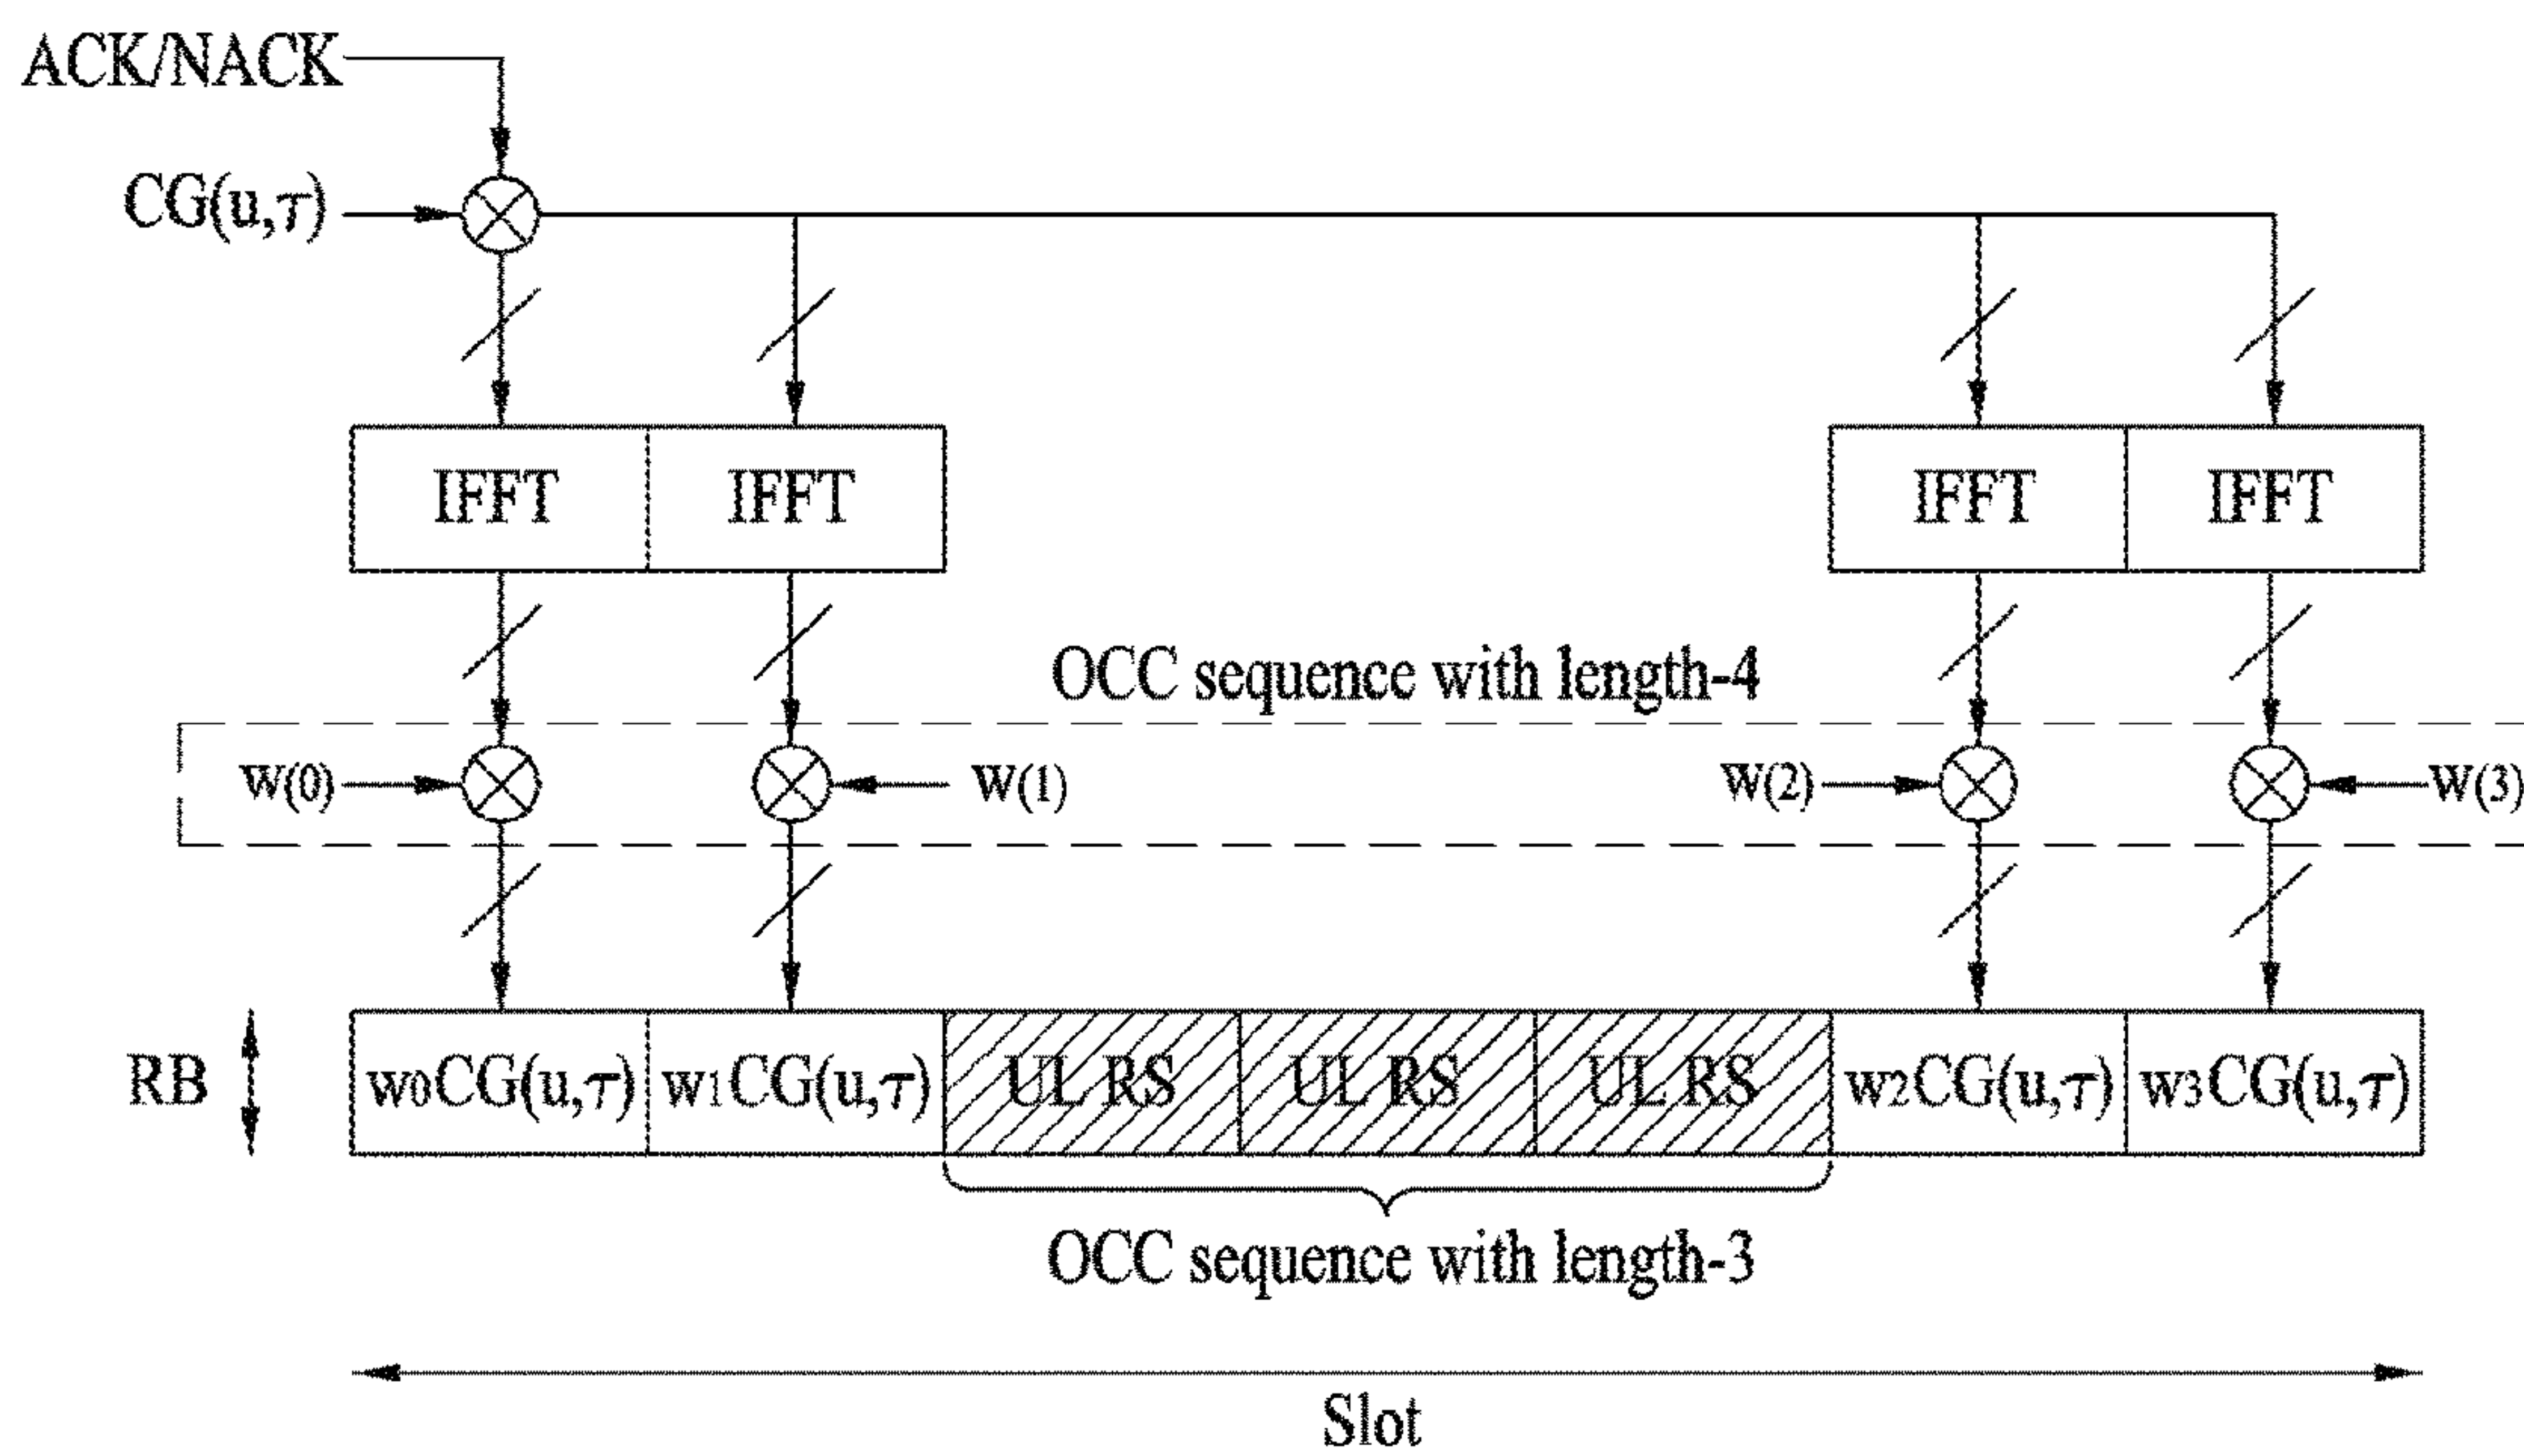 ACK/NACK
CG(u,τ)
IFFT IFFT IFFT IFFT
OCC sequence with length-4
W(0) W(1) W(2) W(3)
RB w0CG(u,τ) w1CG(u,τ) UL RS UL RS UL RS w2CG(u,τ) w3CG(u,τ)
OCC sequence with length-3
Slot